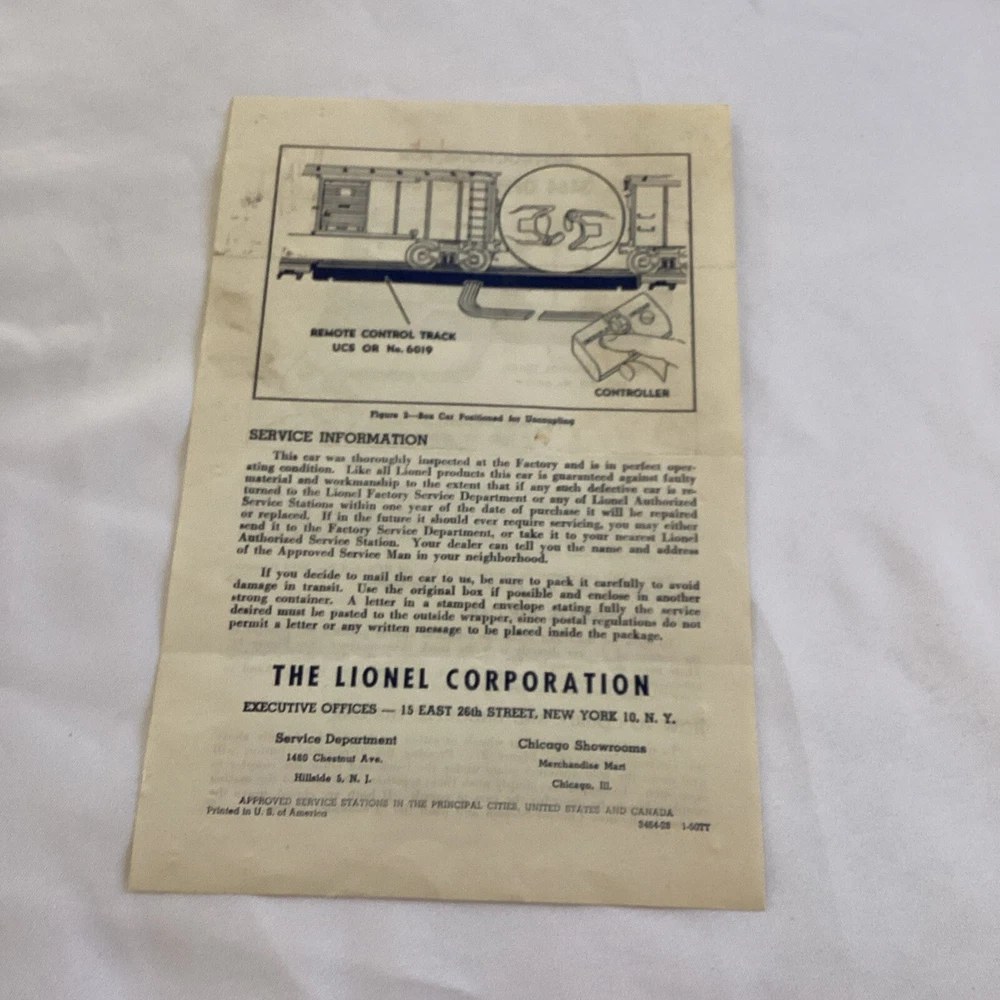 REMOTE CONTROL TRACK
UCS OR No. 6019
CONTROLLER
Figure 2—Box Car Positioned for Uncoupling
SERVICE INFORMATION
This car was thoroughly inspected at the Factory and is in perfect oper-
ating condition. Like all Lionel products this car is guaranteed against faulty
material and workmanship to the extent that if any such defective car is re-
turned to the Lionel Factory Service Department or any of Lionel Authorized
Service Stations within one year of the date of purchase it will be repaired
or replaced. If in the future it should ever require servicing, you may either
send it to the Factory Service Department, or take it to your nearest Lionel
Authorized Service Station. Your dealer can tell you the name and address
of the Approved Service Man in your neighborhood.
If you decide to mail the car to us, be sure to pack it carefully to avoid
damage in transit. Use the original box if possible and enclose in another
strong container. A letter in a stamped envelope stating fully the service
desired must be pasted to the outside wrapper, since postal regulations do not
permit a letter or any written message to be placed inside the package.
THE LIONEL CORPORATION
EXECUTIVE OFFICES — 15 EAST 26th STREET, NEW YORK 10, N. Y.
Service Department
1460 Chestnut Ave.
Hillside 5, N. J.
Chicago Showrooms
Merchandise Mart
Chicago, Ill.
APPROVED SERVICE STATIONS IN THE PRINCIPAL CITIES, UNITED STATES AND CANADA
Printed in U. S. of America
3464-28 1-50TT